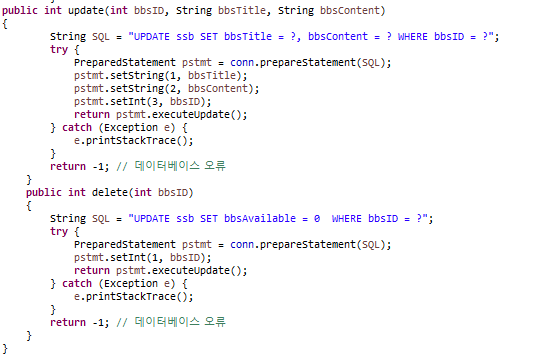 public int update(int bbsID, String bbsTitle, String bbsContent)
{
String SQL = "UPDATE ssb SET bbsTitle = ?, bbsContent = ? WHERE bbsID = ?";
try {
PreparedStatement pstmt = conn.prepareStatement(SQL);
pstmt.setString(1, bbsTitle);
pstmt.setString(2, bbsContent);
pstmt.setInt(3, bbsID);
return pstmt.executeUpdate();
} catch (Exception e) {
e.printStackTrace();
}
return -1; // 데이터베이스 오류
}
public int delete(int bbsID)
{
String SQL = "UPDATE ssb SET bbsAvailable = 0  WHERE bbsID = ?";
try {
PreparedStatement pstmt = conn.prepareStatement(SQL);
pstmt.setInt(1, bbsID);
return pstmt.executeUpdate();
} catch (Exception e) {
e.printStackTrace();
}
return -1; // 데이터베이스 오류
}
}